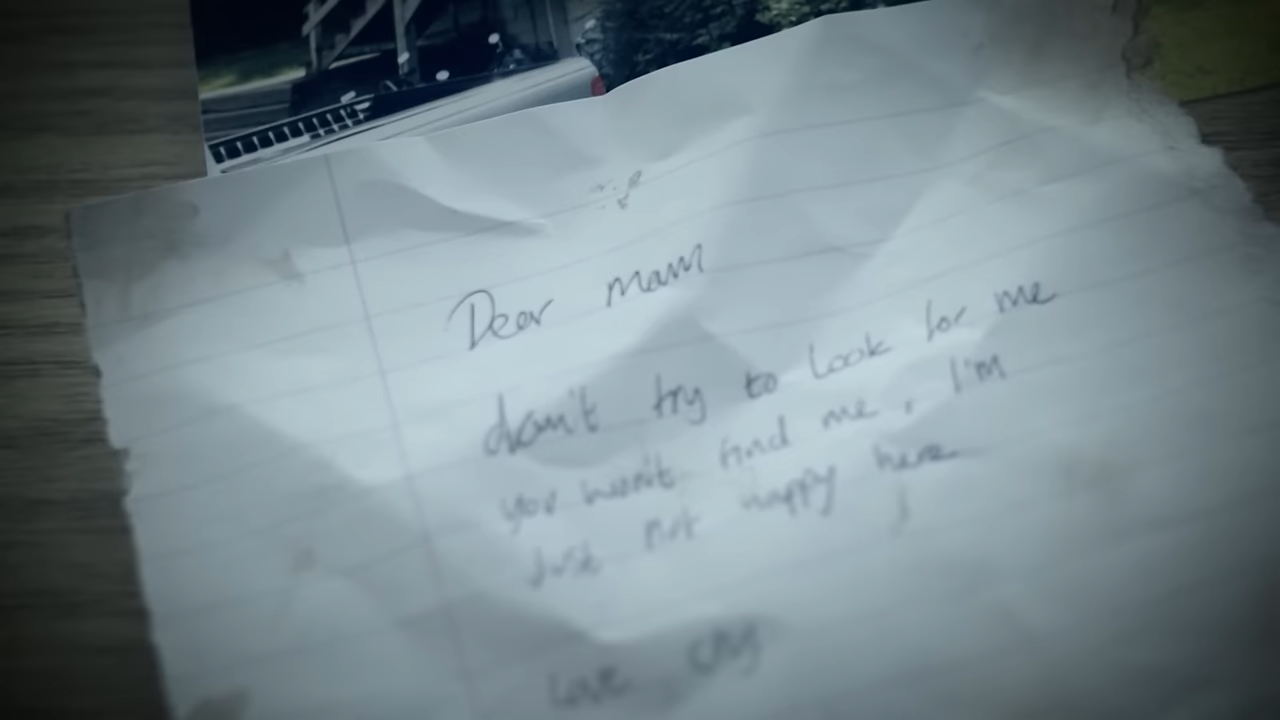 Dear mam
don't try to look for me
you won't find me, I'm
just not happy here
love